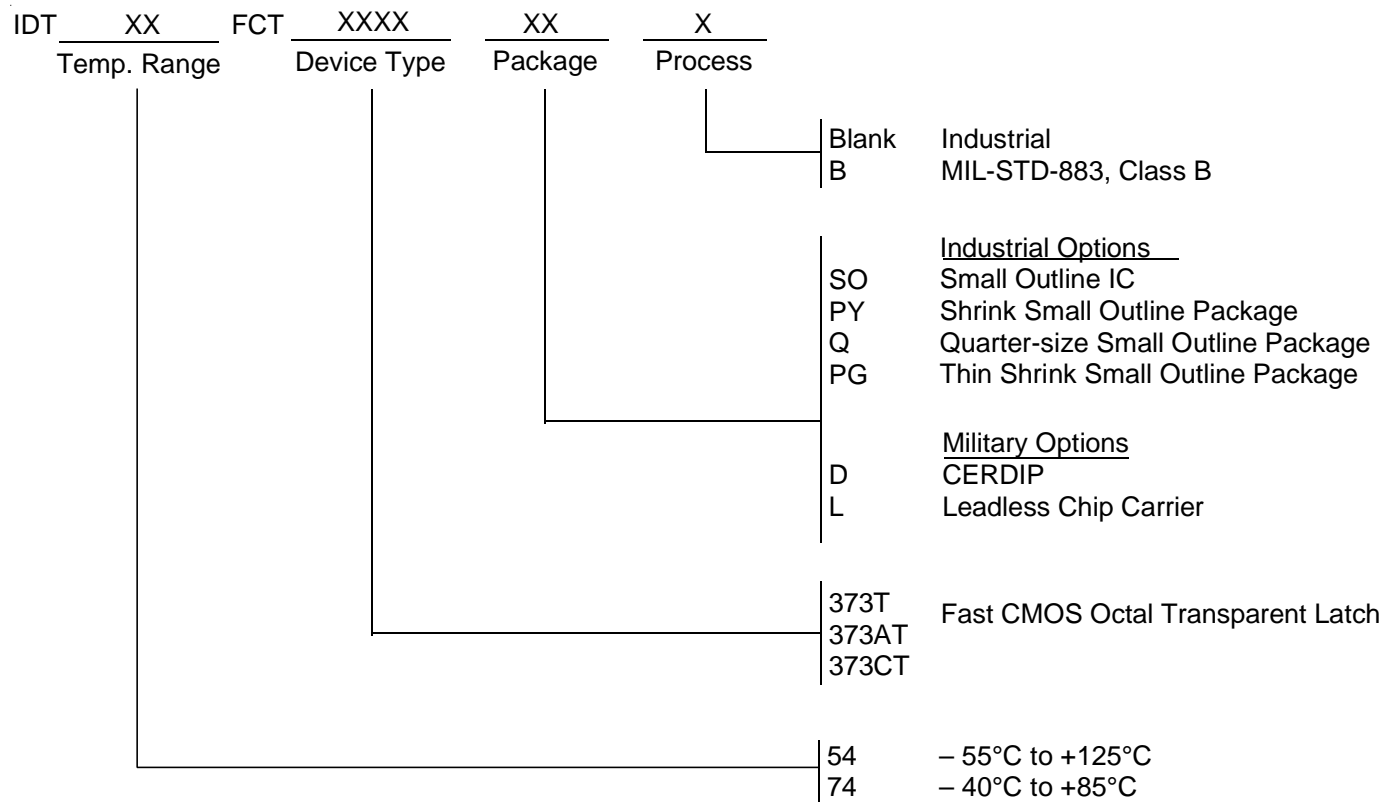 IDT XX FCT XXXX XX X
Temp. Range Device Type Package Process
Blank Industrial
B MIL-STD-883, Class B
Industrial Options
SO Small Outline IC
PY Shrink Small Outline Package
Q Quarter-size Small Outline Package
PG Thin Shrink Small Outline Package
Military Options
D CERDIP
L Leadless Chip Carrier
373T
Fast CMOS Octal Transparent Latch
373AT
373CT
54 – 55°C to +125°C
74 – 40°C to +85°C